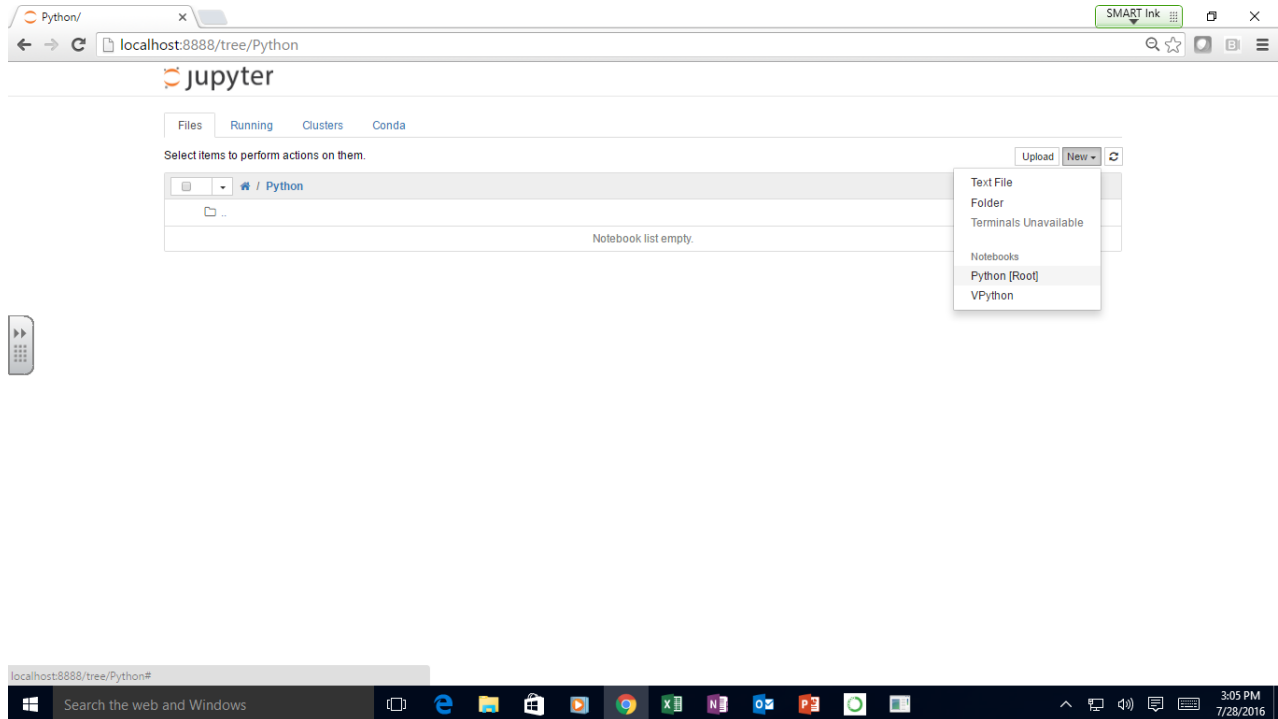 Python/
SMART Ink
localhost:8888/tree/Python
jupyter
Files Running Clusters Conda
Select items to perform actions on them.
Upload New
/ Python
Text File
..
Folder
Terminals Unavailable
Notebook list empty.
Notebooks
Python [Root]
VPython
localhost:8888/tree/Python#
Search the web and Windows
3:05 PM
7/28/2016